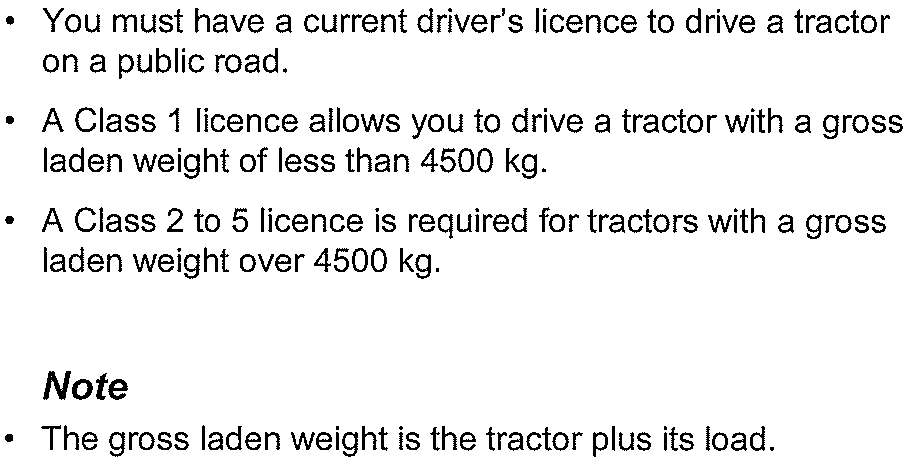 • You must have a current driver's licence to drive a tractor
on a public road.
• A Class 1 licence allows you to drive a tractor with a gross
laden weight of less than 4500 kg.
• A Class 2 to 5 licence is required for tractors with a gross
laden weight over 4500 kg.
Note
• The gross laden weight is the tractor plus its load.